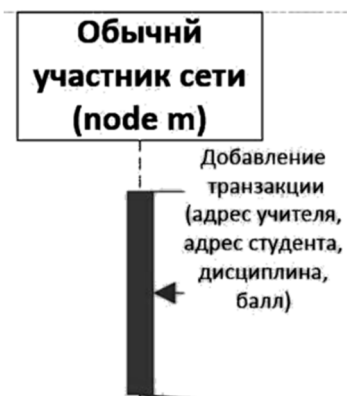 Обычнй
участник сети
(node m)
Добавление
транзакции
(адрес учителя,
адрес студента,
дисциплина,
балл)